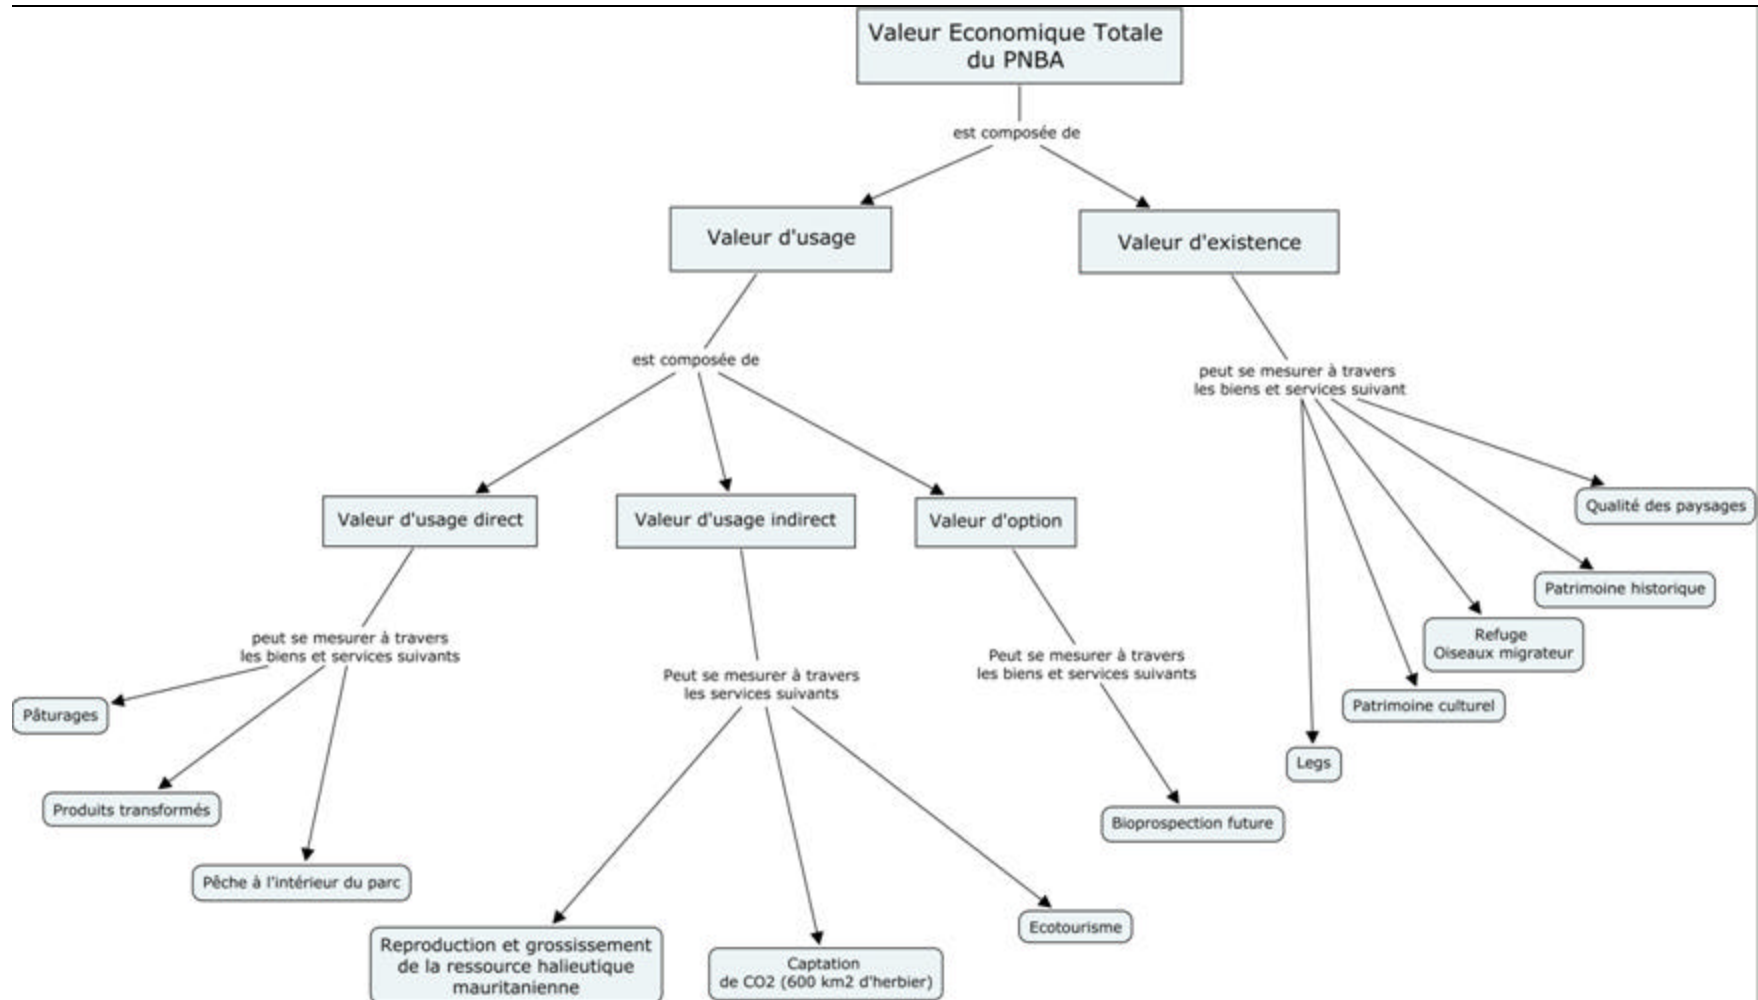 Valeur Economique Totale
du PNBA
est composée de
Valeur d'usage
Valeur d'existence
est composée de
peut se mesurer à travers
les biens et services suivant
Valeur d'usage direct
Valeur d'usage indirect
Valeur d'option
Qualité des paysages
Patrimoine historique
Refuge
Oiseaux migrateur
Patrimoine culturel
Legs
peut se mesurer à travers
les biens et services suivants
Peut se mesurer à travers
les services suivants
Peut se mesurer à travers
les biens et services suivants
Pâturages
Produits transformés
Pêche à l'intérieur du parc
Bioprospection future
Reproduction et grossissement
de la ressource halieutique
mauritanienne
Captation
de CO2 (600 km2 d'herbier)
Ecotourisme